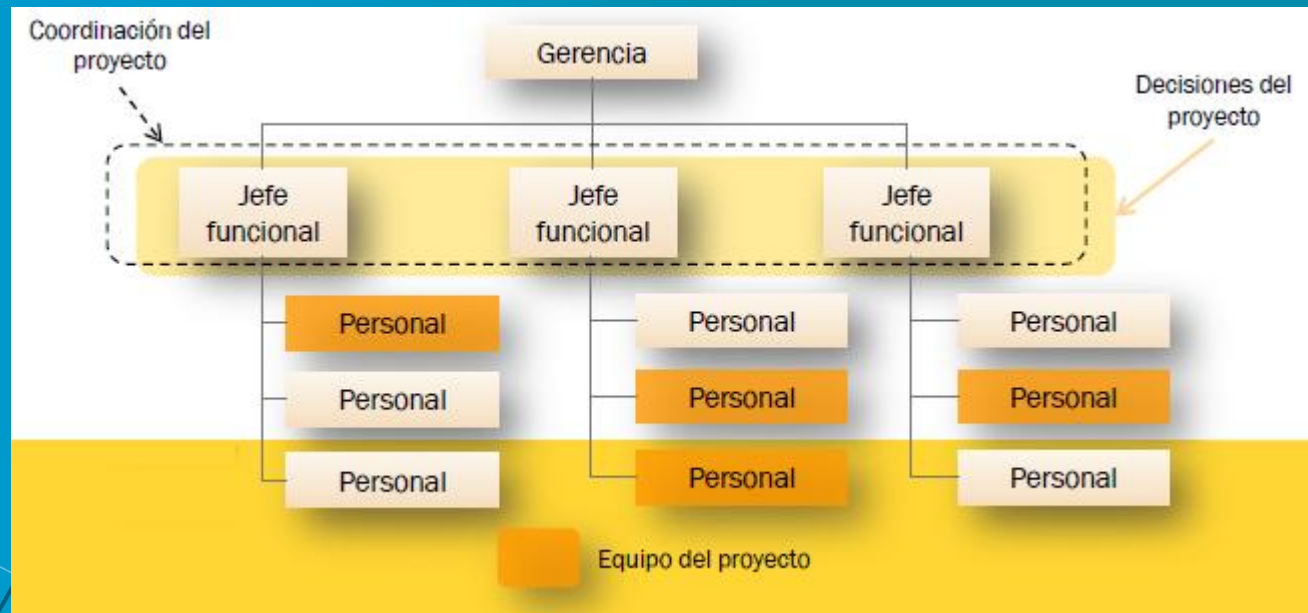 Coordinación del
proyecto
Gerencia
Decisiones del
proyecto
Jefe
funcional
Jefe
funcional
Jefe
funcional
Personal
Personal
Personal
Personal
Personal
Personal
Personal
Personal
Personal
Equipo del proyecto